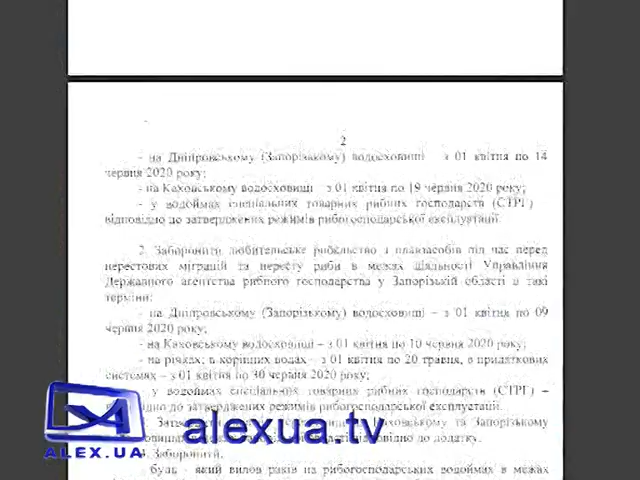 2
- на Дніпровському (Запорізькому) водосховищі – з 01 квітня по 14
червня 2020 року;
- на Каховському водосховищі – з 01 квітня по 19 червня 2020 року;
- у водоймах спеціальних товарних рибних господарств (СТРГ) –
відповідно до затверджених режимів рибогосподарської експлуатації.
2. Заборонити любительське рибальство з плавзасобів під час перед
нерестових міграцій та нересту риби в межах діяльності Управління
Державного агентства рибного господарства у Запорізькій області в такі
терміни:
- на Дніпровському (Запорізькому) водосховищі – з 01 квітня по 09
червня 2020 року;
- на Каховському водосховищі – з 01 квітня по 10 червня 2020 року;
- на річках: в корінних водах – з 01 квітня по 20 травня, в придаткових
системах – з 01 квітня по 30 червня 2020 року;
у водоймах спеціальних товарних рибних господарств (СТРГ) –
до затверджених режимів рибогосподарської експлуатації.
та Запорізькому
відповідно до додатку.
4. Заборонити:
- будь - який вилов раків на рибогосподарських водоймах в межах
alexua.tv
ALEX.UA